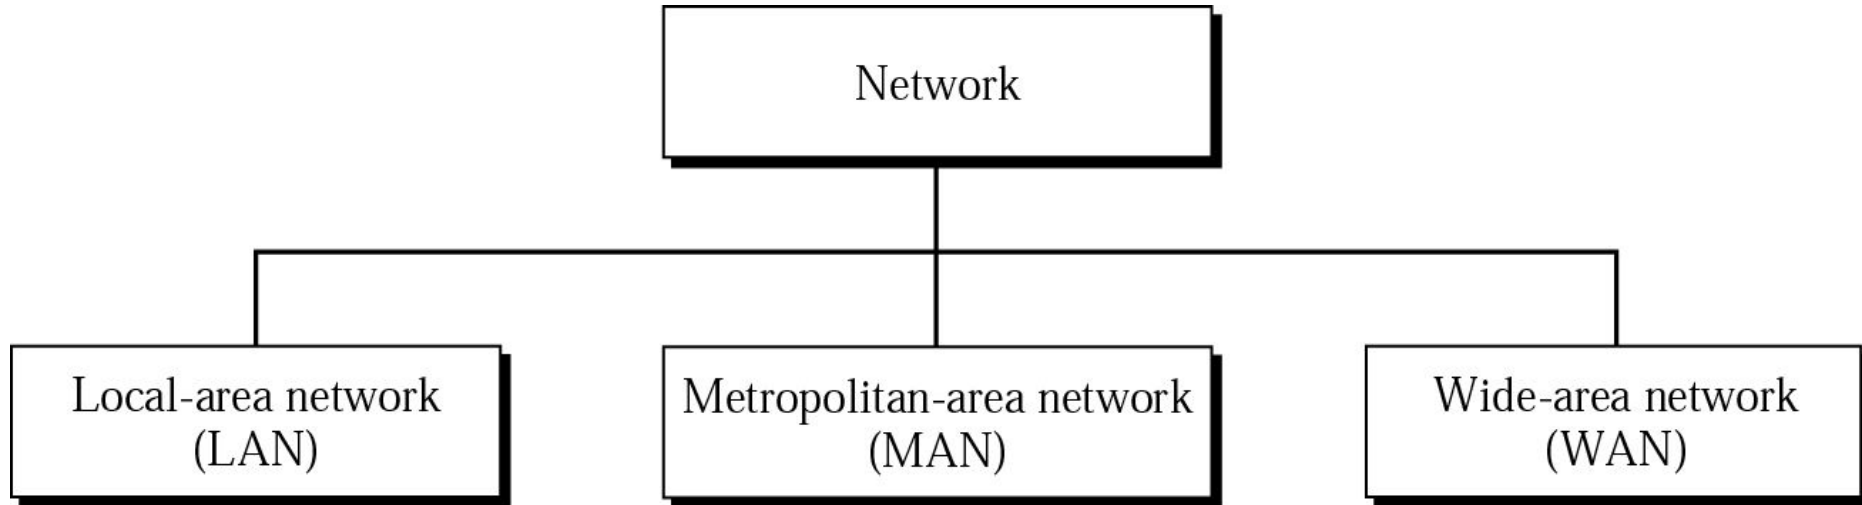 Network
Local-area network
(LAN)
Metropolitan-area network
(MAN)
Wide-area network
(WAN)